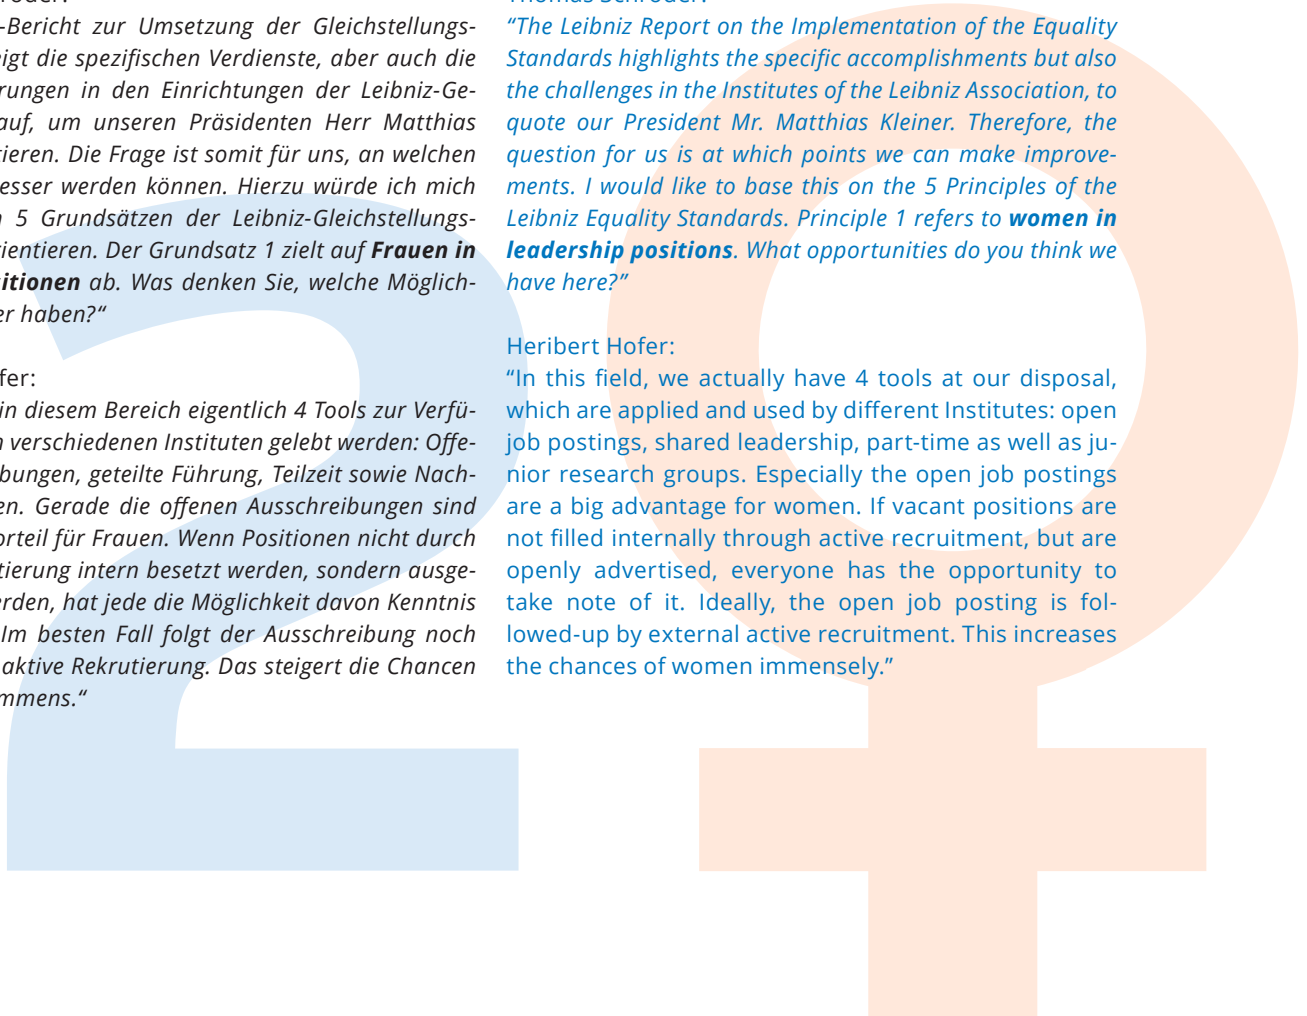 röder:
-Bericht zur Umsetzung der Gleichstellungs-
eigt die spezifischen Verdienste, aber auch die
rungen in den Einrichtungen der Leibniz-Ge-
auf, um unseren Präsidenten Herr Matthias
tieren. Die Frage ist somit für uns, an welchen
esser werden können. Hierzu würde ich mich
n 5 Grundsätzen der Leibniz-Gleichstellungs-
rientieren. Der Grundsatz 1 zielt auf Frauen in
sitionen ab. Was denken Sie, welche Möglich-
er haben?“
fer:
in diesem Bereich eigentlich 4 Tools zur Verfü-
n verschiedenen Instituten gelebt werden: Offe-
bungen, geteilte Führung, Teilzeit sowie Nach-
en. Gerade die offenen Ausschreibungen sind
orteil für Frauen. Wenn Positionen nicht durch
tierung intern besetzt werden, sondern ausge-
erden, hat jede die Möglichkeit davon Kenntnis
Im besten Fall folgt der Ausschreibung noch
aktive Rekrutierung. Das steigert die Chancen
mmens.“
Thomas Schröder:
“The Leibniz Report on the Implementation of the Equality
Standards highlights the specific accomplishments but also
the challenges in the Institutes of the Leibniz Association, to
quote our President Mr. Matthias Kleiner. Therefore, the
question for us is at which points we can make improve-
ments. I would like to base this on the 5 Principles of the
Leibniz Equality Standards. Principle 1 refers to women in
leadership positions. What opportunities do you think we
have here?”
Heribert Hofer:
“In this field, we actually have 4 tools at our disposal,
which are applied and used by different Institutes: open
job postings, shared leadership, part-time as well as ju-
nior research groups. Especially the open job postings
are a big advantage for women. If vacant positions are
not filled internally through active recruitment, but are
openly advertised, everyone has the opportunity to
take note of it. Ideally, the open job posting is fol-
lowed-up by external active recruitment. This increases
the chances of women immensely.”
2